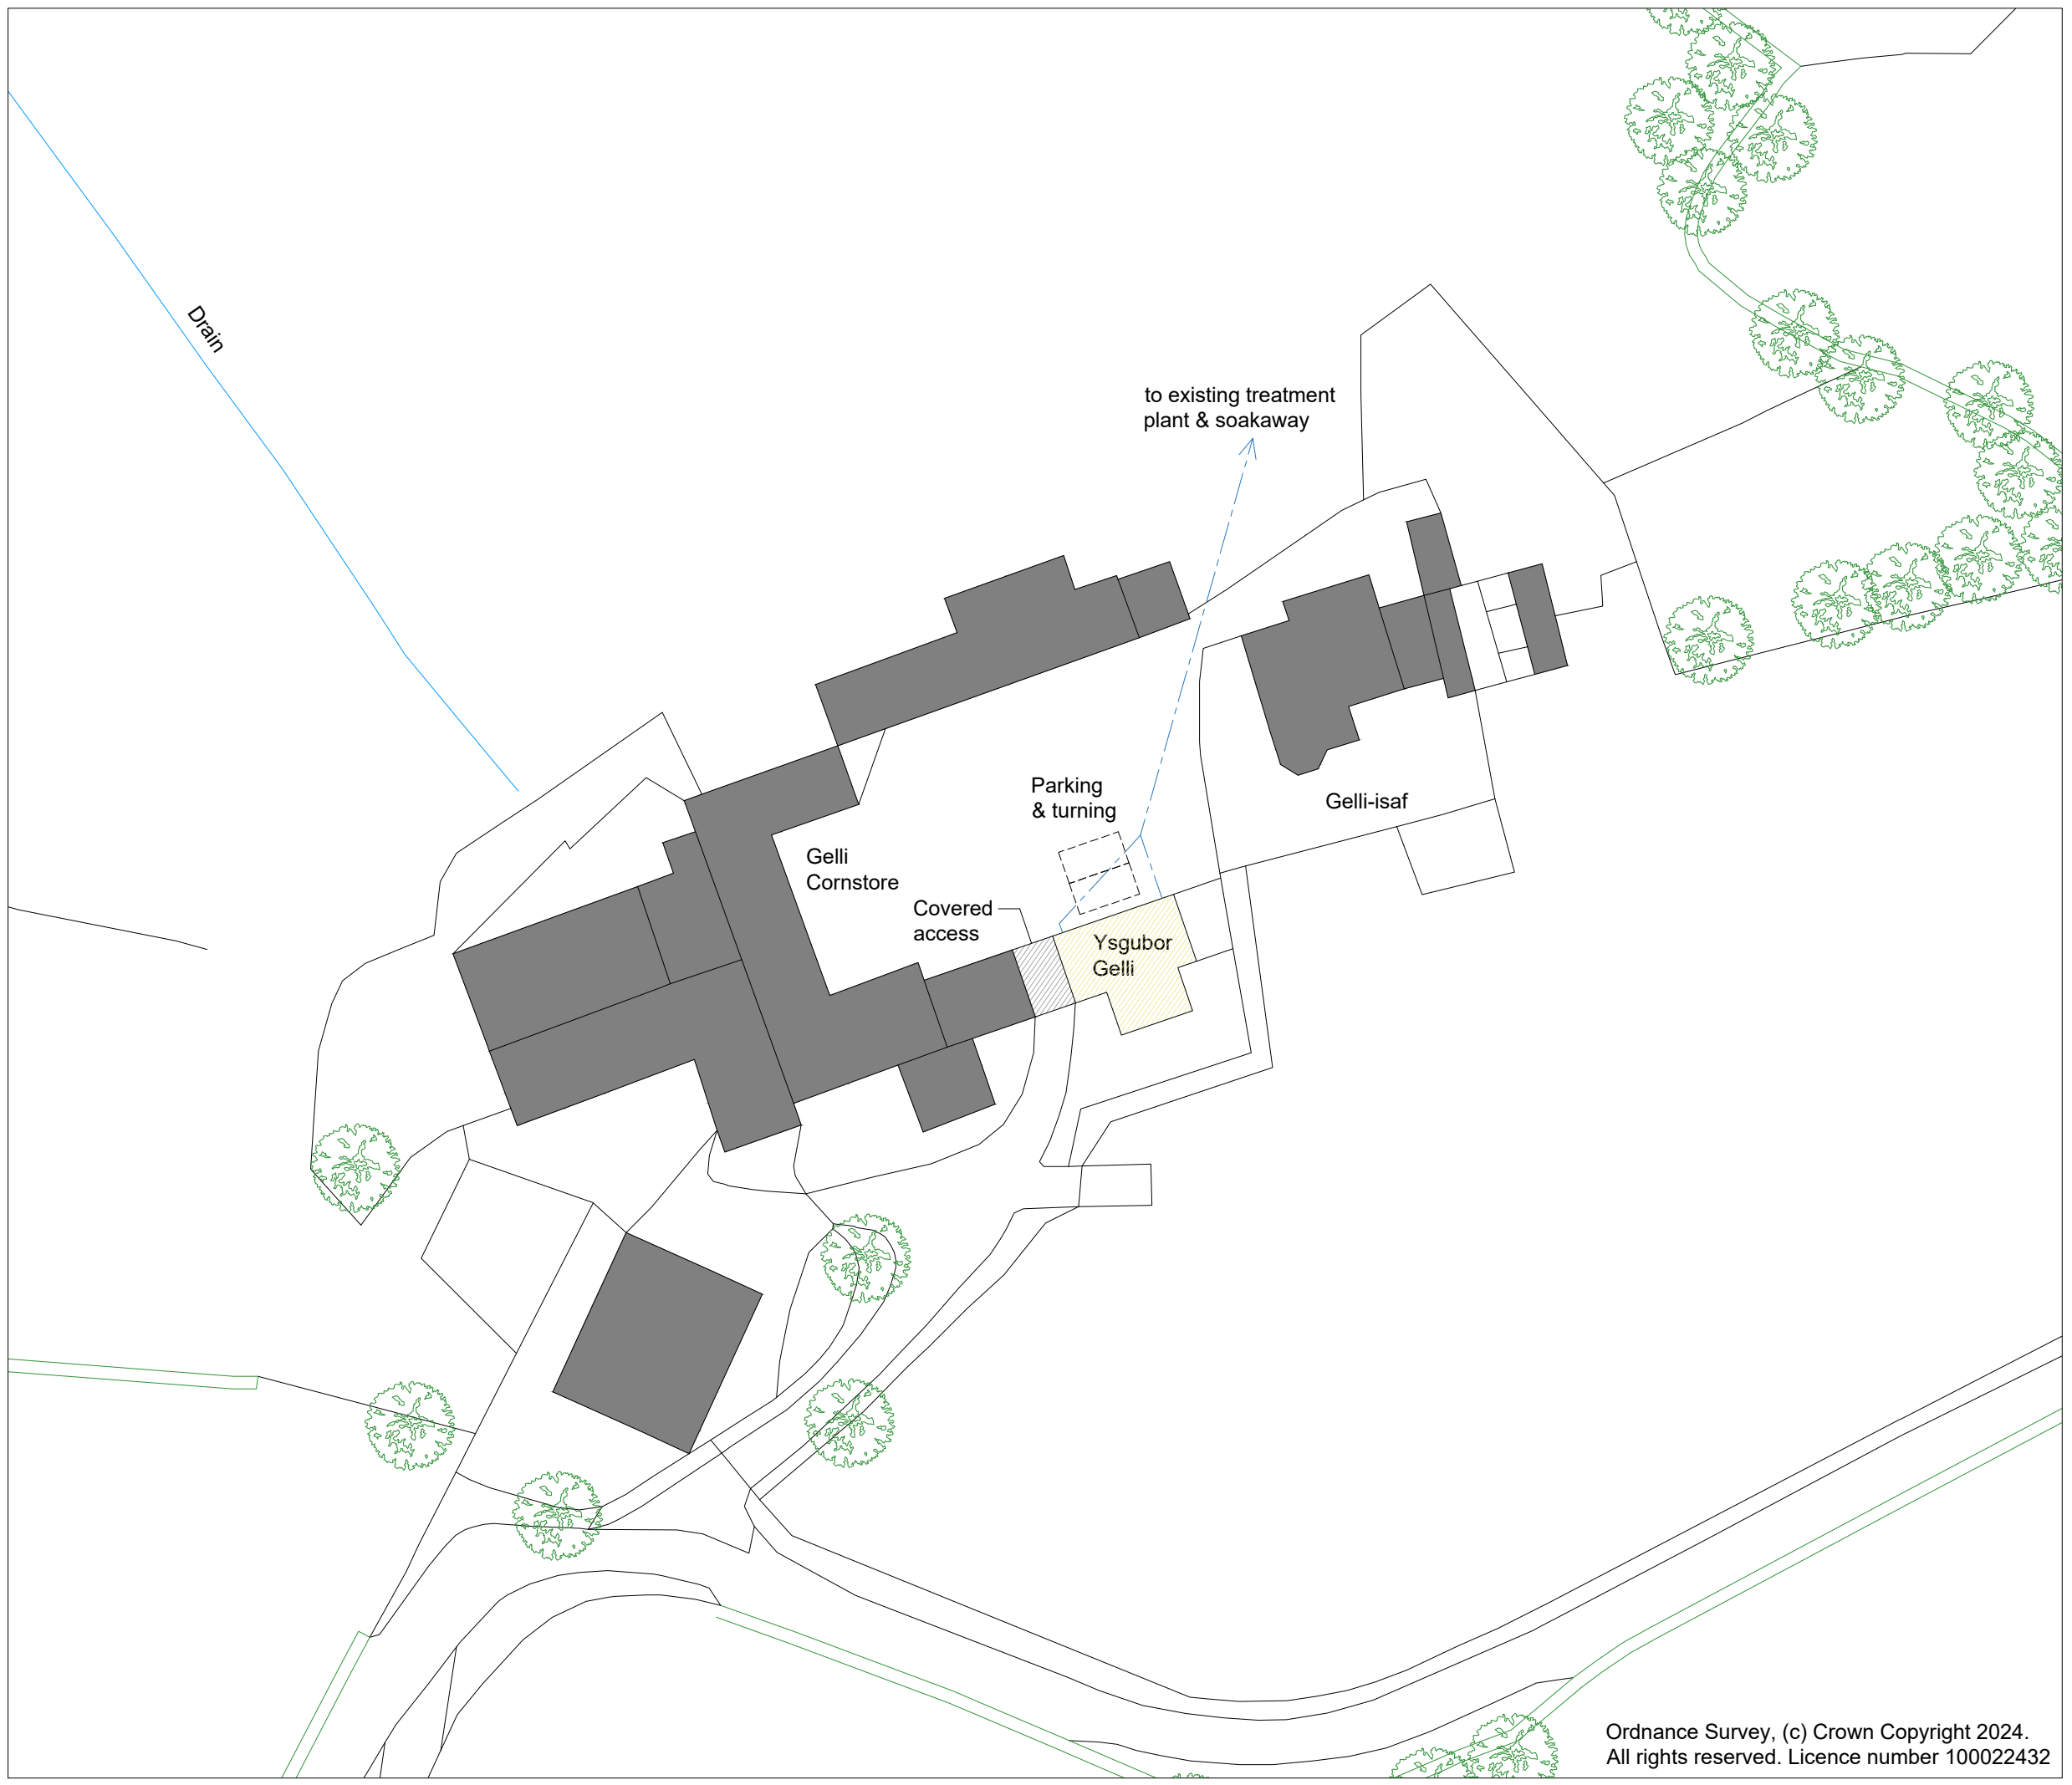 Drain
to existing treatment
plant & soakaway
Parking
& turning
Gelli-isaf
Gelli
Cornstore
Covered
access
Ysgubor
Gelli
Ordnance Survey, (c) Crown Copyright 2024.
All rights reserved. Licence number 100022432